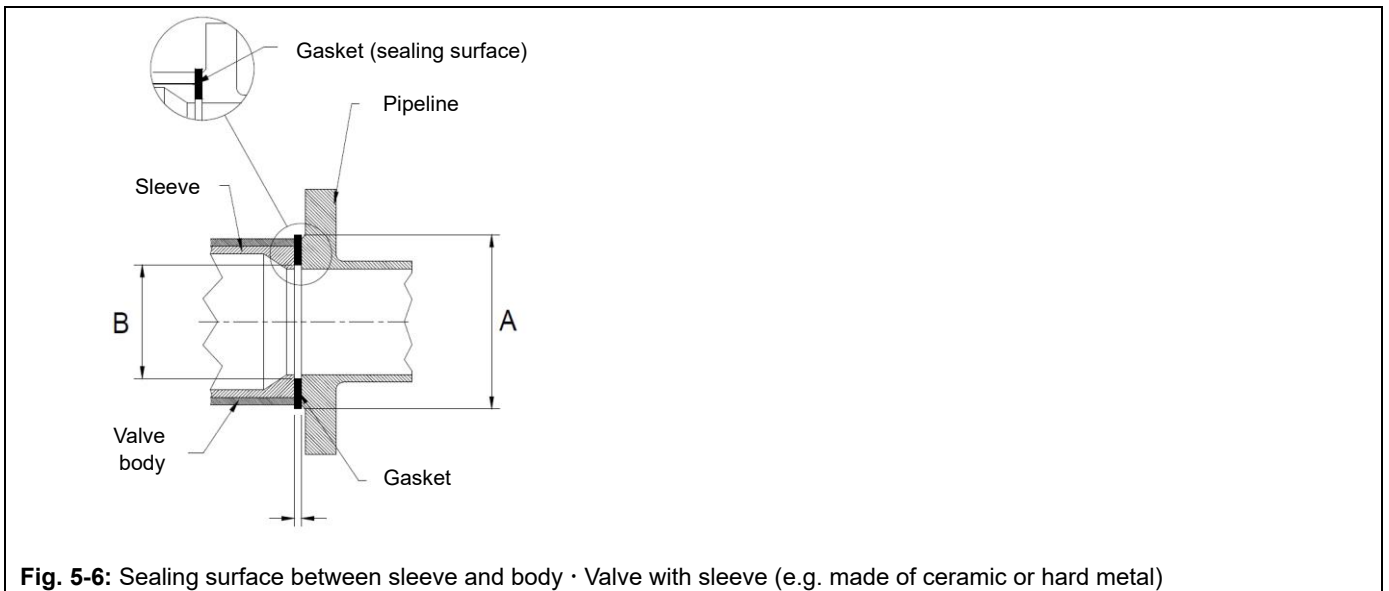 Gasket (sealing surface)
Pipeline
Sleeve
B
A
Valve
body
Gasket
Fig. 5-6: Sealing surface between sleeve and body · Valve with sleeve (e.g. made of ceramic or hard metal)